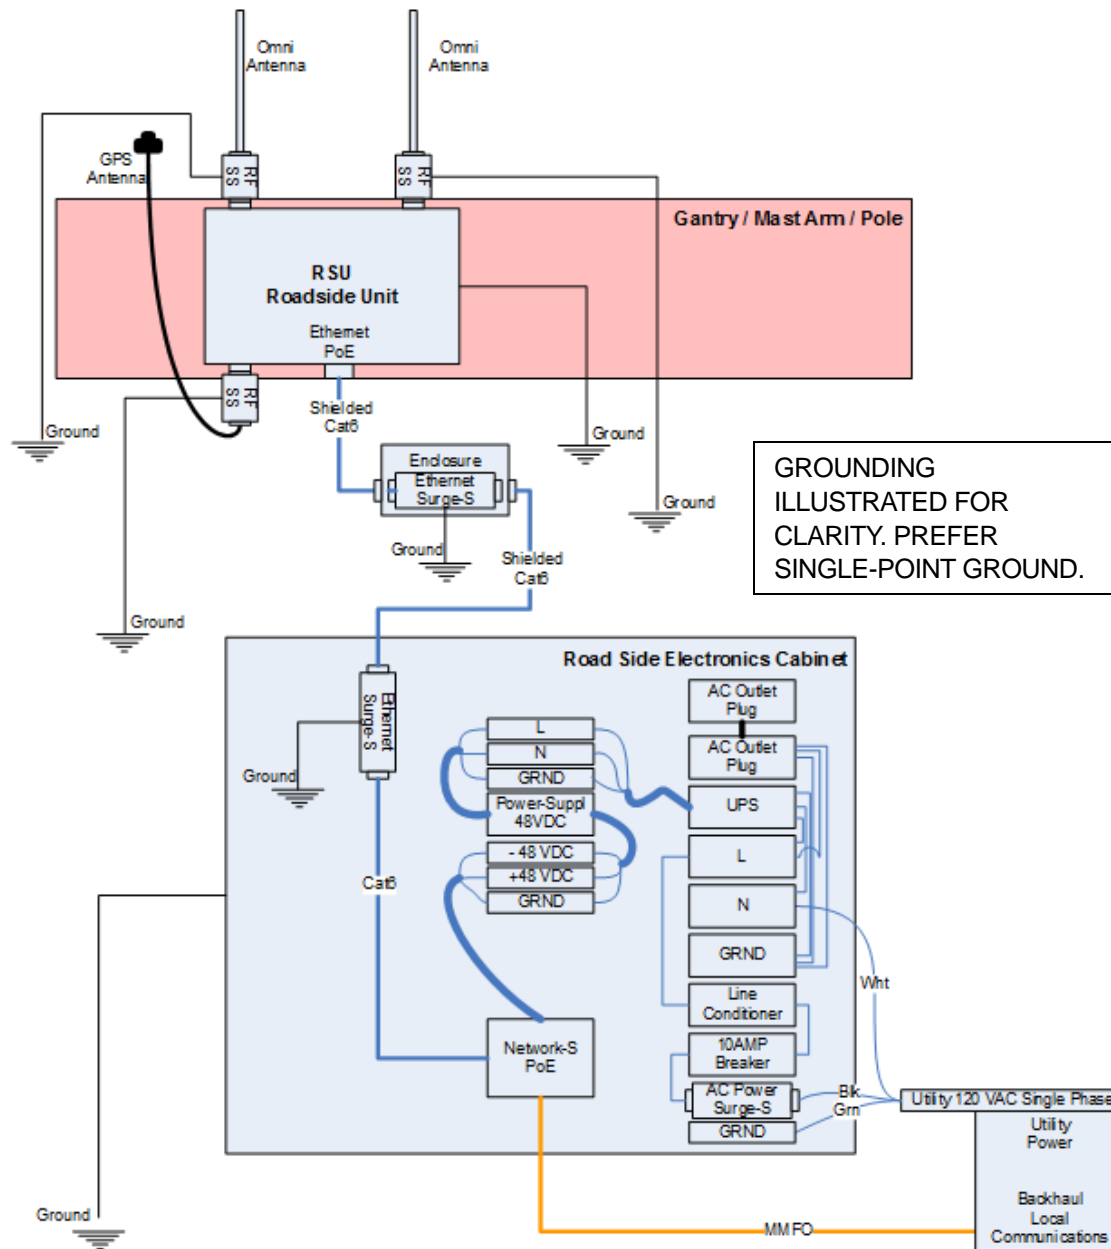 Omni
Antenna
Omni
Antenna
GPS
Antenna
RF
SS
RF
SS
Gantry / Mast Arm / Pole
RSU
Roadside Unit
Ethernet
PoE
RF
SS
Shielded
Cat6
Ground
Ground
Enclosure
Ethernet
Surge-S
Ground
Ground
Shielded
Cat6
GROUNDING
ILLUSTRATED FOR
CLARITY. PREFER
SINGLE-POINT GROUND.
Ground
Road Side Electronics Cabinet
Ethernet
Surge-S
Ground
L
N
GRND
Power-Suppl
48VDC
- 48 VDC
+48 VDC
GRND
AC Outlet
Plug
AC Outlet
Plug
UPS
L
N
GRND
Line
Conditioner
10AMP
Breaker
AC Power
Surge-S
GRND
Cat6
Wht
Blk
Grn
Network-S
PoE
Utility 120 VAC Single Phase
Utility
Power
Backhaul
Local
Communications
Ground
MMFO